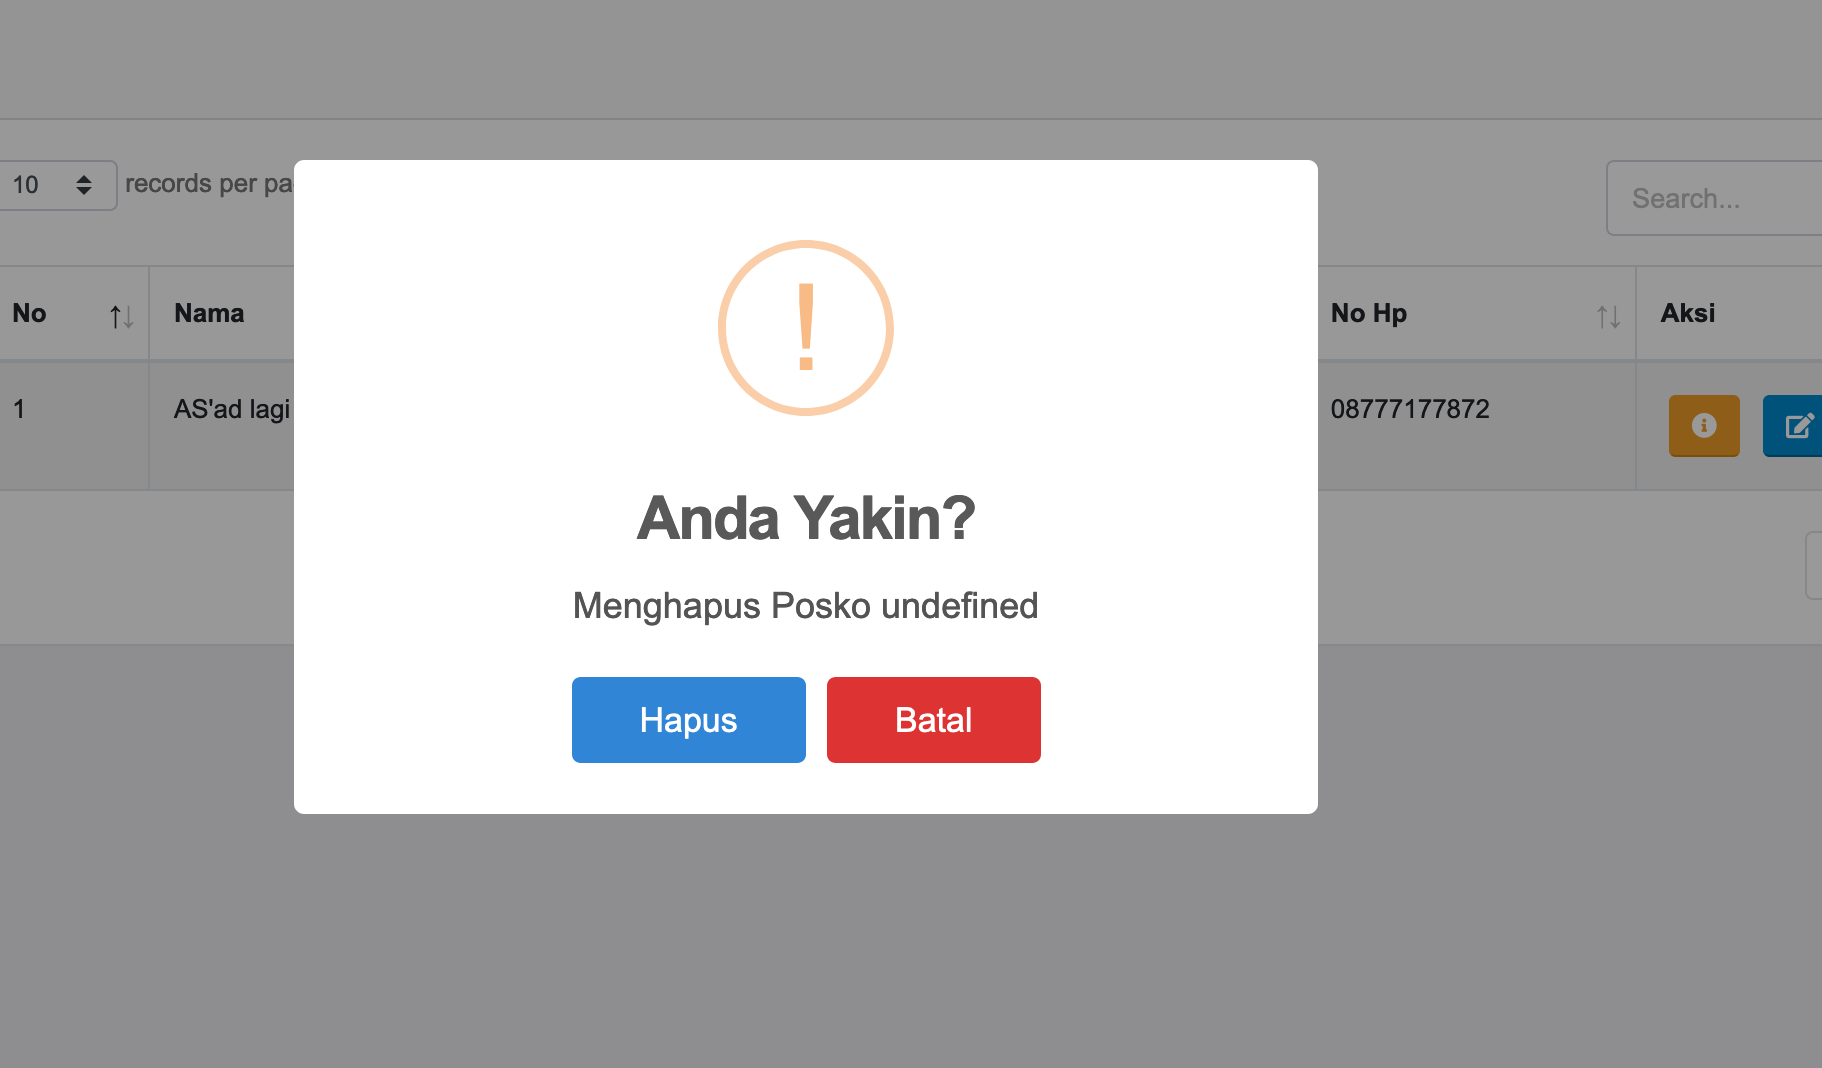 10 records per pa
Search...
No Nama No Hp Aksi
1 AS'ad lagi 08777177872
!
Anda Yakin?
Menghapus Posko undefined
Hapus Batal